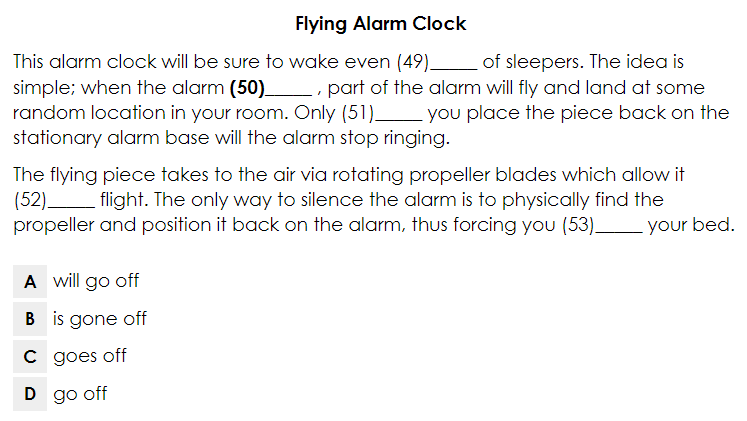 Flying Alarm Clock
This alarm clock will be sure to wake even (49)_____ of sleepers. The idea is
simple; when the alarm (50)_____ , part of the alarm will fly and land at some
random location in your room. Only (51)_____ you place the piece back on the
stationary alarm base will the alarm stop ringing.
The flying piece takes to the air via rotating propeller blades which allow it
(52)_____ flight. The only way to silence the alarm is to physically find the
propeller and position it back on the alarm, thus forcing you (53)_____ your bed.
A will go off
B is gone off
C goes off
D go off